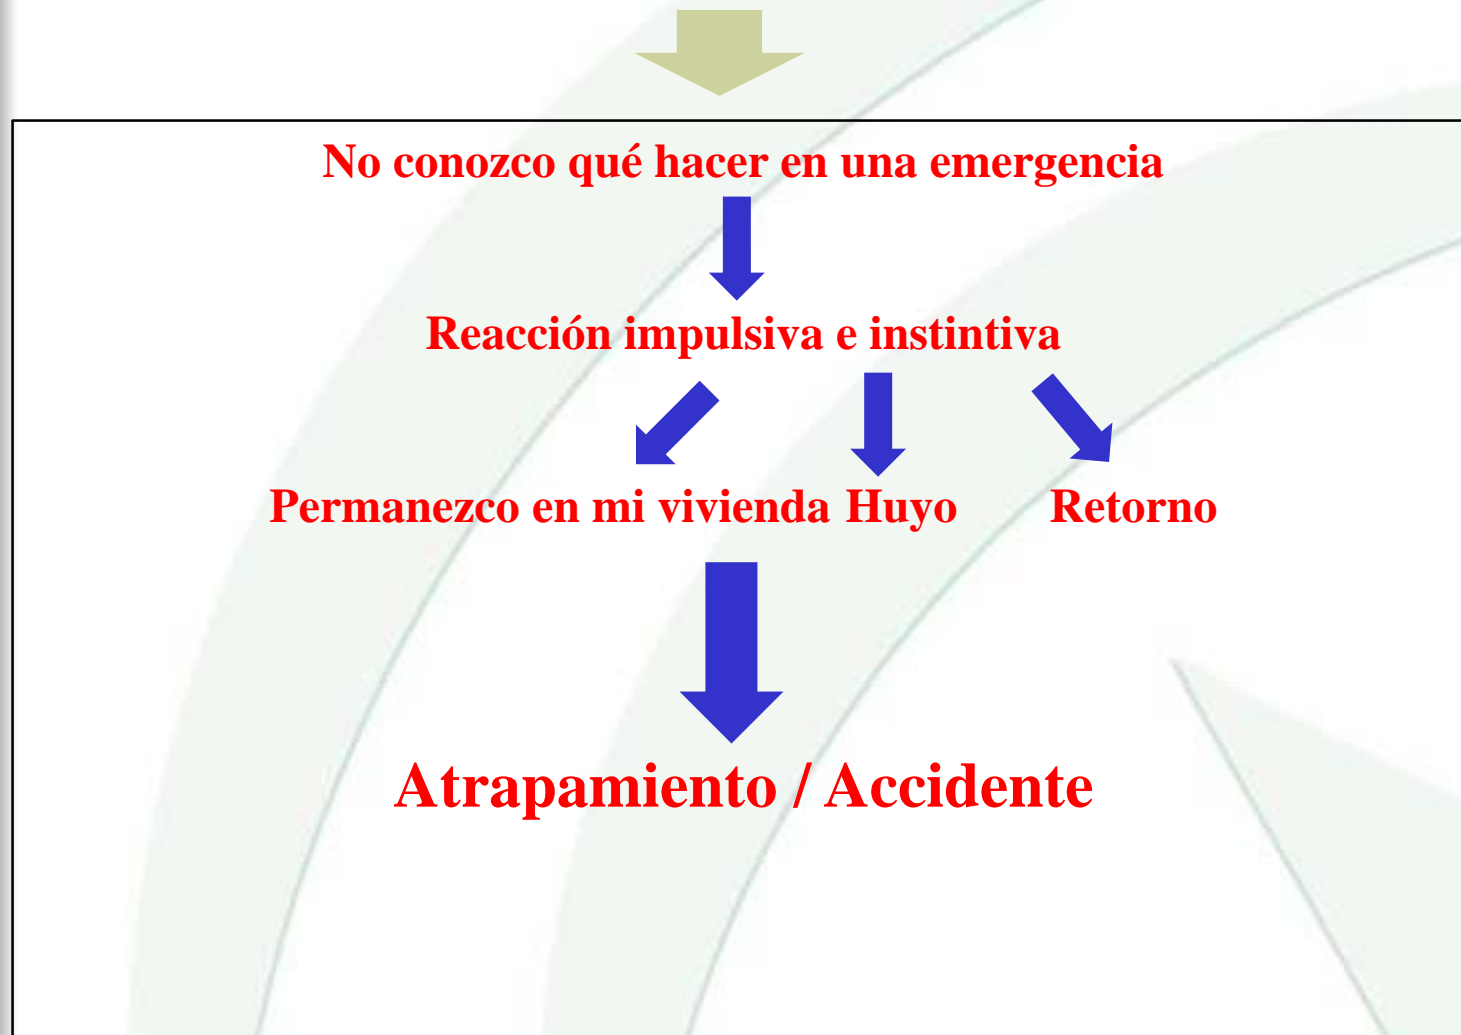 No conozco qué hacer en una emergencia
Reacción impulsiva e instintiva
Permanezco en mi vivienda Huyo Retorno
Atrapamiento / Accidente